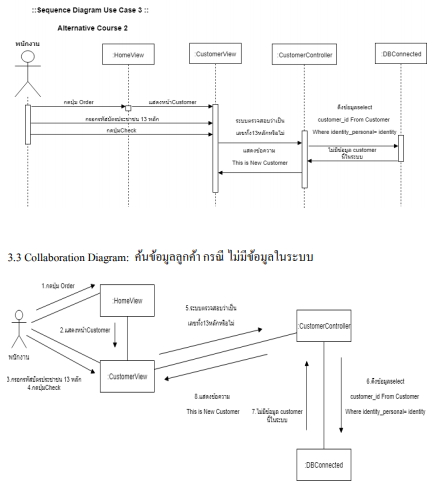 ::Sequence Diagram Use Case 3 ::
Alternative Course 2
พนักงาน
:HomeView
:CustomerView
:CustomerController
:DBConnected
กดปุ่ม Order
แสดงหน้าCustomer
กรอกรหัสบัตรประชาชน 13 หลัก
กดปุ่มCheck
ระบบตรวจสอบว่าเป็น
เลขทั้ง13หลักหรือไม่
ดึงข้อมูลselect
customer_id From Customer
Where identity_personal= identity
ไม่มีข้อมูล customer
นี้ในระบบ
แสดงข้อความ
This is New Customer
3.3 Collaboration Diagram: ค้นข้อมูลลูกค้า กรณี ไม่มีข้อมูลในระบบ
1.กดปุ่ม Order
:HomeView
2.แสดงหน้าCustomer
5.ระบบตรวจสอบว่าเป็น
เลขทั้ง13หลักหรือไม่
:CustomerController
พนักงาน
3.กรอกรหัสบัตรประชาชน 13 หลัก
4.กดปุ่มCheck
:CustomerView
8.แสดงข้อความ
This is New Customer
7.ไม่มีข้อมูล customer
นี้ในระบบ
6.ดึงข้อมูลselect
customer_id From Customer
Where identity_personal= identity
:DBConnected